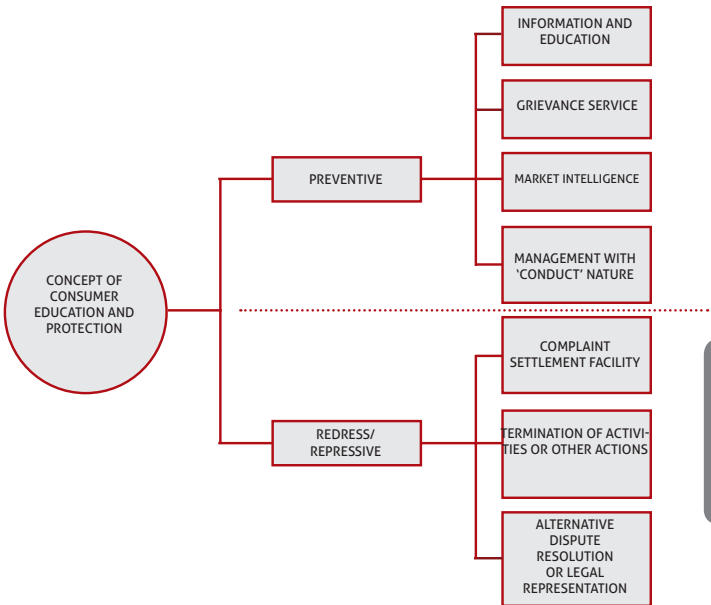 CONCEPT OF
CONSUMER
EDUCATION AND
PROTECTION
PREVENTIVE
INFORMATION AND
EDUCATION
GRIEVANCE SERVICE
MARKET INTELLIGENCE
MANAGEMENT WITH
‘CONDUCT’ NATURE
REDRESS/
REPRESSIVE
COMPLAINT
SETTLEMENT FACILITY
TERMINATION OF ACTIVI-
TIES OR OTHER ACTIONS
ALTERNATIVE
DISPUTE
RESOLUTION
OR LEGAL
REPRESENTATION